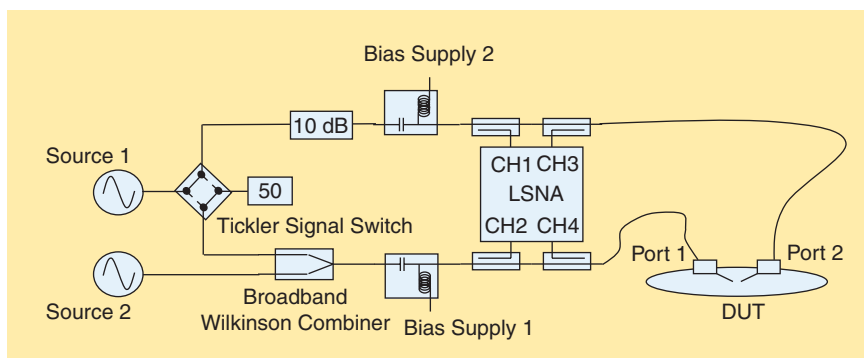 Bias Supply 2
10 dB
Source 1
50
CH1 CH3
LSNA
CH2 CH4
Tickler Signal Switch
Port 1
Port 2
Source 2
Broadband
Wilkinson Combiner
Bias Supply 1
DUT